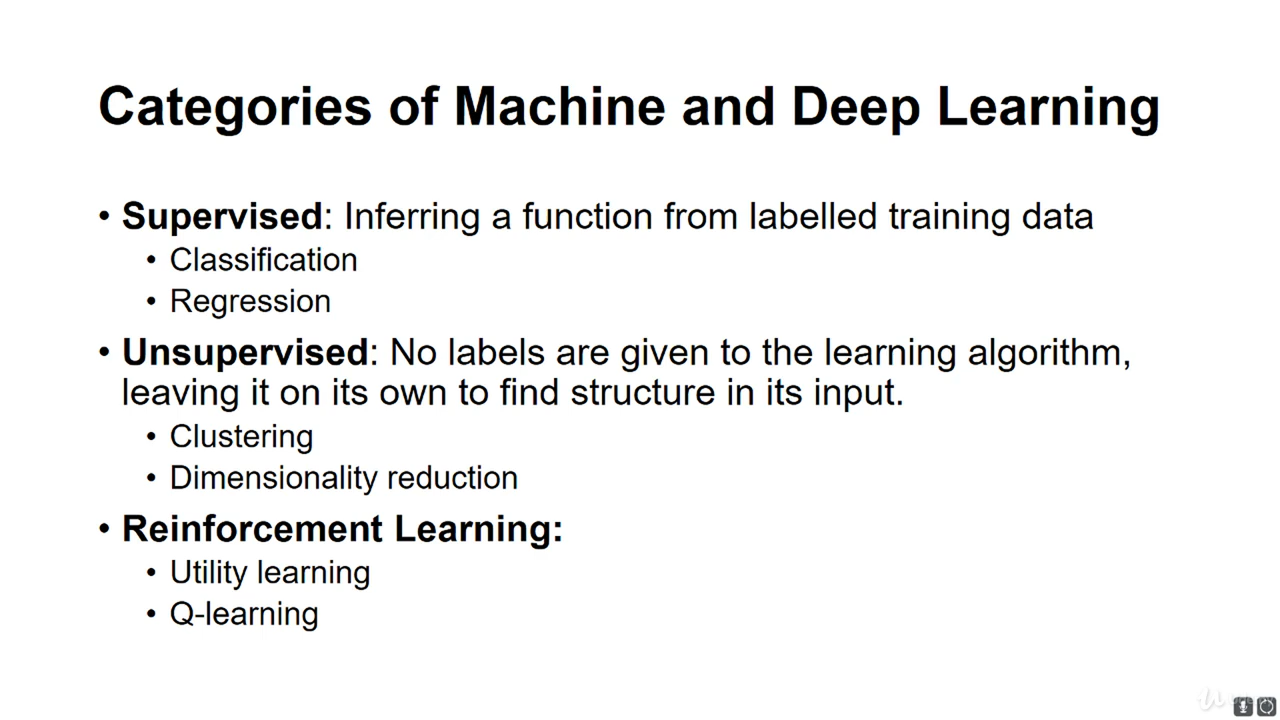 Categories of Machine and Deep Learning
• Supervised: Inferring a function from labelled training data
• Classification
• Regression
• Unsupervised: No labels are given to the learning algorithm,
leaving it on its own to find structure in its input.
• Clustering
• Dimensionality reduction
• Reinforcement Learning:
• Utility learning
• Q-learning